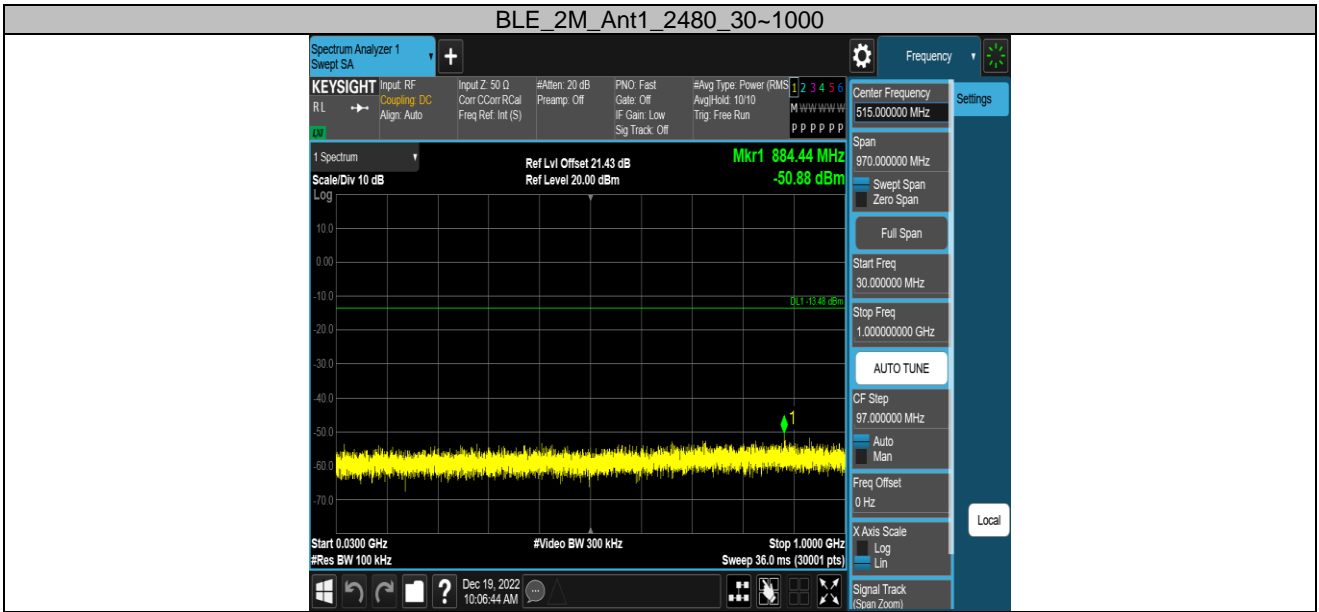 BLE_2M_Ant1_2480_30~1000
Spectrum Analyzer 1
Swept SA
+
Frequency
KEYSIGHT
RL
LXI
Input: RF
Coupling: DC
Align: Auto
Input Z: 50 Ω
Corr CCorr RCal
Freq Ref: Int (S)
#Atten: 20 dB
Preamp: Off
PNO: Fast
Gate: Off
IF Gain: Low
Sig Track: Off
#Avg Type: Power (RMS
Avg|Hold: 10/10
Trig: Free Run
1 2 3 4 5 6
M W W W W W
P P P P P P
1 Spectrum
Scale/Div 10 dB
Ref Lvl Offset 21.43 dB
Ref Level 20.00 dBm
Mkr1 884.44 MHz
-50.88 dBm
Log
10.0
0.00
-10.0
DL1 -13.48 dBm
-20.0
-30.0
-40.0
1
-50.0
-60.0
-70.0
Start 0.0300 GHz
#Video BW 300 kHz
Stop 1.0000 GHz
#Res BW 100 kHz
Sweep 36.0 ms (30001 pts)
Center Frequency
515.000000 MHz
Settings
Span
970.000000 MHz
Swept Span
Zero Span
Full Span
Start Freq
30.000000 MHz
Stop Freq
1.000000000 GHz
AUTO TUNE
CF Step
97.000000 MHz
Auto
Man
Freq Offset
0 Hz
X Axis Scale
Log
Lin
Local
Signal Track
(Span Zoom)
?
Dec 19, 2022
10:06:44 AM